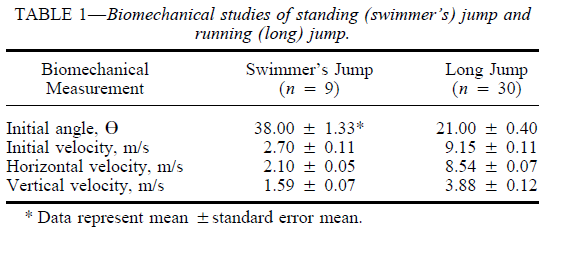 TABLE 1—Biomechanical studies of standing (swimmer's) jump and
running (long) jump.
Biomechanical Measurement Swimmer's Jump (n = 9) Long Jump (n = 30)
Initial angle, Θ 38.00 ± 1.33* 21.00 ± 0.40
Initial velocity, m/s 2.70 ± 0.11 9.15 ± 0.11
Horizontal velocity, m/s 2.10 ± 0.05 8.54 ± 0.07
Vertical velocity, m/s 1.59 ± 0.07 3.88 ± 0.12
* Data represent mean ± standard error mean.